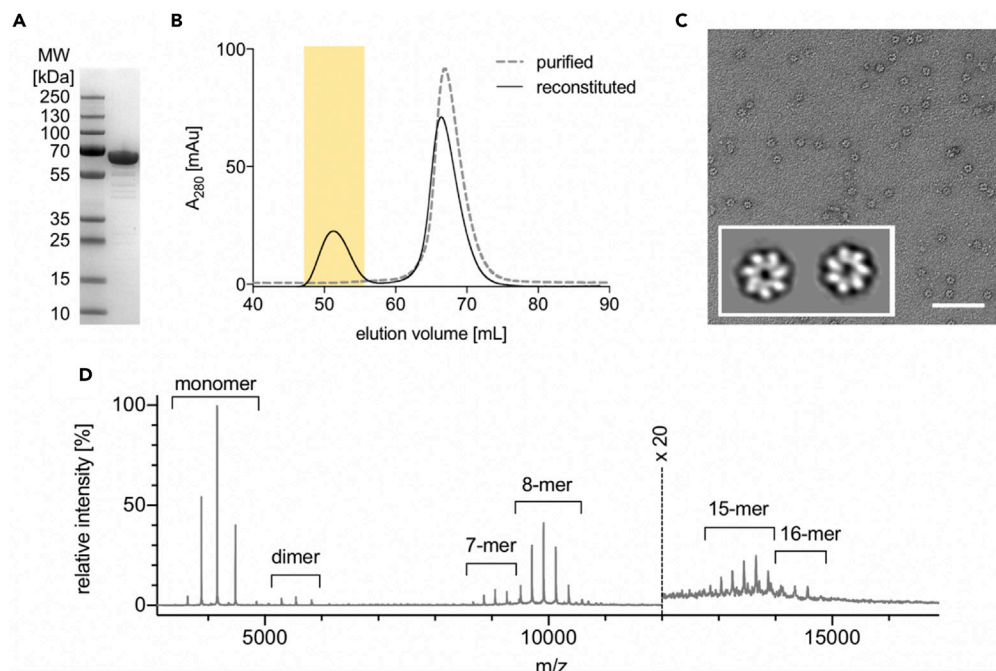 A
MW
[kDa]
250
130
100
70
55
35
25
15
10
B
100
50
0
A280 [mAu]
40 50 60 70 80 90
elution volume [mL]
purified
reconstituted
C
D
monomer
dimer
7-mer
8-mer
x 20
15-mer
16-mer
100
50
0
relative intensity [%]
5000 10000 15000
m/z